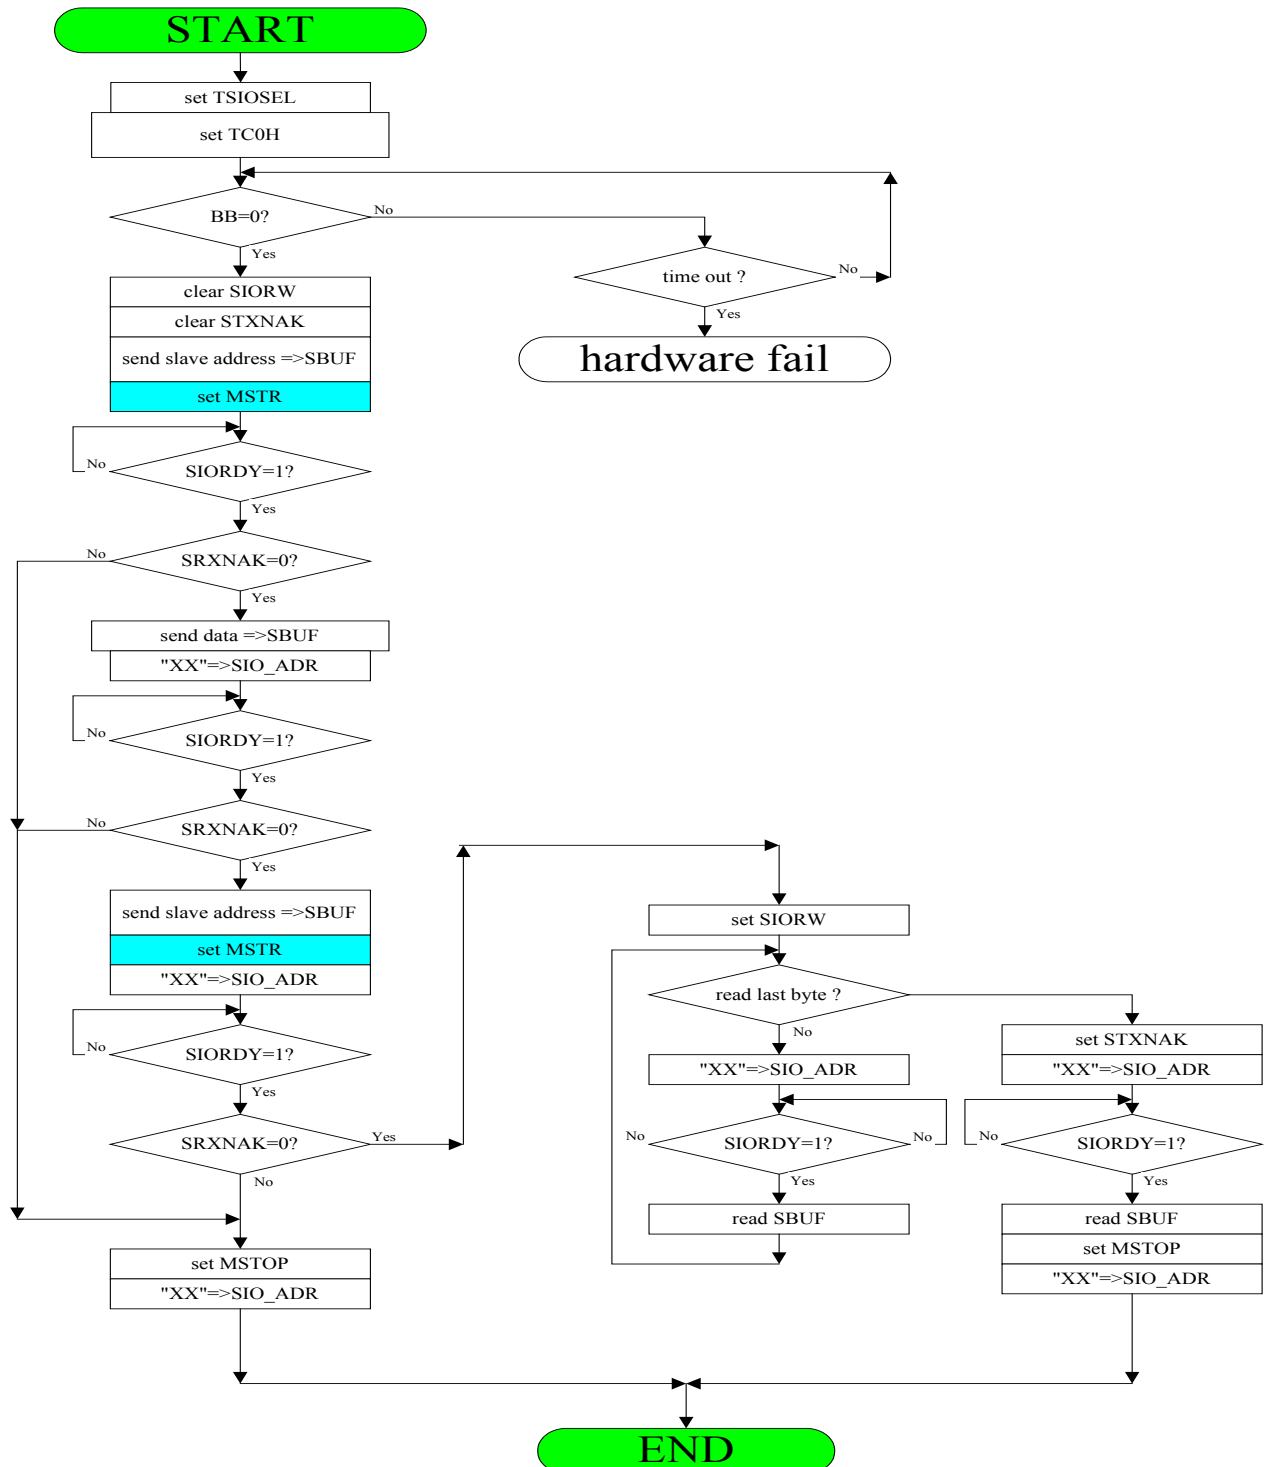 START
set TSIOSEL
set TC0H
BB=0?
No
Yes
time out ?
No
Yes
hardware fail
clear SIORW
clear STXNAK
send slave address =>SBUF
set MSTR
No
SIORDY=1?
Yes
No
SRXNAK=0?
Yes
send data =>SBUF
"XX"=>SIO_ADR
No
SIORDY=1?
Yes
No
SRXNAK=0?
Yes
send slave address =>SBUF
set MSTR
"XX"=>SIO_ADR
No
SIORDY=1?
Yes
SRXNAK=0?
Yes
No
set MSTOP
"XX"=>SIO_ADR
set SIORW
read last byte ?
No
"XX"=>SIO_ADR
No
SIORDY=1?
No
Yes
read SBUF
set STXNAK
"XX"=>SIO_ADR
No
SIORDY=1?
Yes
read SBUF
set MSTOP
"XX"=>SIO_ADR
END